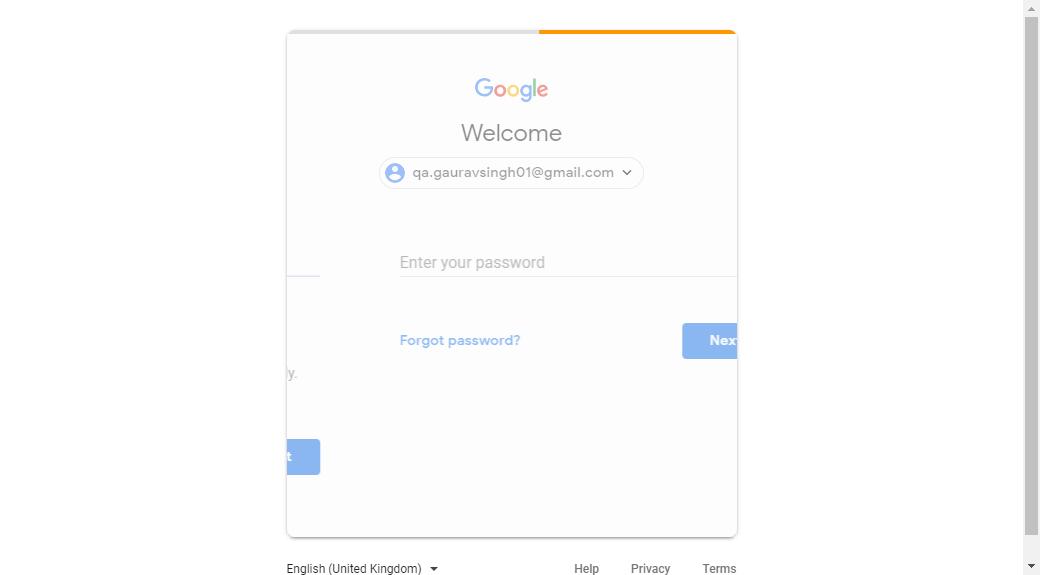 Google
Welcome
qa.gauravsingh01@gmail.com
Enter your password
Forgot password?
Nex
y.
t
English (United Kingdom)
Help Privacy Terms